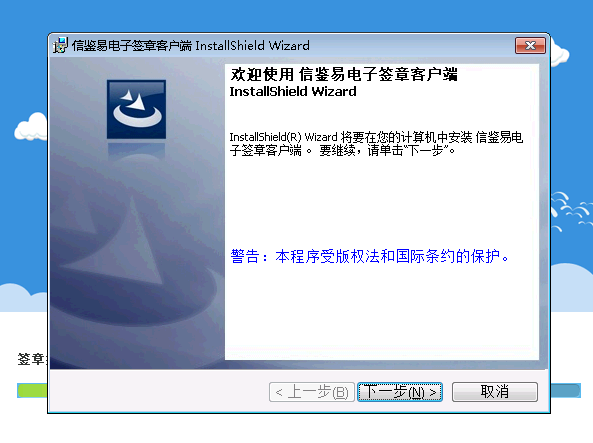 信鉴易电子签章客户端 InstallShield Wizard
欢迎使用 信鉴易电子签章客户端
InstallShield Wizard
InstallShield(R) Wizard 将要在您的计算机中安装 信鉴易电
子签章客户端 。 要继续，请单击“下一步”。
警告：本程序受版权法和国际条约的保护。
签章
< 上一步(B)
下一步(N) >
取消